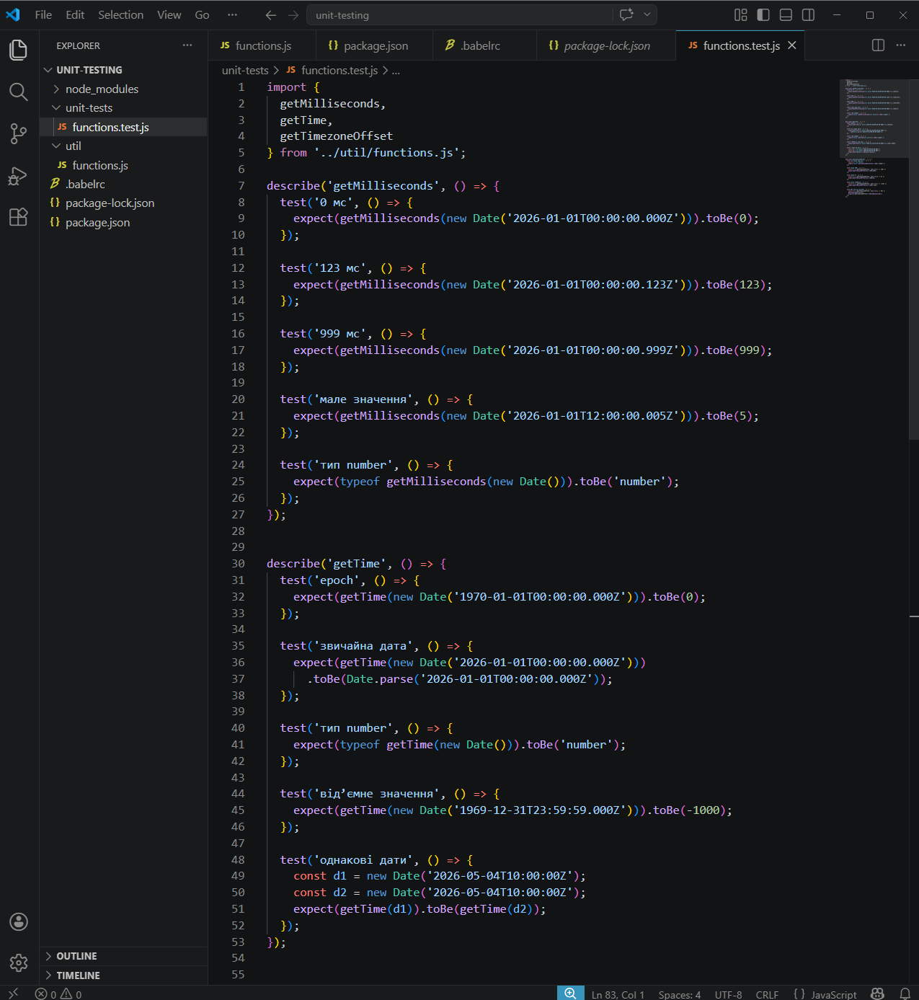 File Edit Selection View Go ··· unit-testing
EXPLORER ···
UNIT-TESTING
node_modules
unit-tests
JS functions.test.js
util
JS functions.js
.babelrc
{} package-lock.json
{} package.json
OUTLINE
TIMELINE
JS functions.js {} package.json .babelrc {} package-lock.json JS functions.test.js
unit-tests > JS functions.test.js > ...
1 import {
2 getMilliseconds,
3 getTime,
4 getTimezoneOffset
5 } from '../util/functions.js';
6
7 describe('getMilliseconds', () => {
8 test('0 мс', () => {
9 expect(getMilliseconds(new Date('2026-01-01T00:00:00.000Z'))).toBe(0);
10 });
11
12 test('123 мс', () => {
13 expect(getMilliseconds(new Date('2026-01-01T00:00:00.123Z'))).toBe(123);
14 });
15
16 test('999 мс', () => {
17 expect(getMilliseconds(new Date('2026-01-01T00:00:00.999Z'))).toBe(999);
18 });
19
20 test('мале значення', () => {
21 expect(getMilliseconds(new Date('2026-01-01T12:00:00.005Z'))).toBe(5);
22 });
23
24 test('тип number', () => {
25 expect(typeof getMilliseconds(new Date())).toBe('number');
26 });
27 });
28
29
30 describe('getTime', () => {
31 test('epoch', () => {
32 expect(getTime(new Date('1970-01-01T00:00:00.000Z'))).toBe(0);
33 });
34
35 test('звичайна дата', () => {
36 expect(getTime(new Date('2026-01-01T00:00:00.000Z')))
37 .toBe(Date.parse('2026-01-01T00:00:00.000Z'));
38 });
39
40 test('тип number', () => {
41 expect(typeof getTime(new Date())).toBe('number');
42 });
43
44 test('від’ємне значення', () => {
45 expect(getTime(new Date('1969-12-31T23:59:59.000Z'))).toBe(-1000);
46 });
47
48 test('однакові дати', () => {
49 const d1 = new Date('2026-05-04T10:00:00Z');
50 const d2 = new Date('2026-05-04T10:00:00Z');
51 expect(getTime(d1)).toBe(getTime(d2));
52 });
53 });
54
55
0 0 Ln 83, Col 1 Spaces: 4 UTF-8 CRLF {} JavaScript